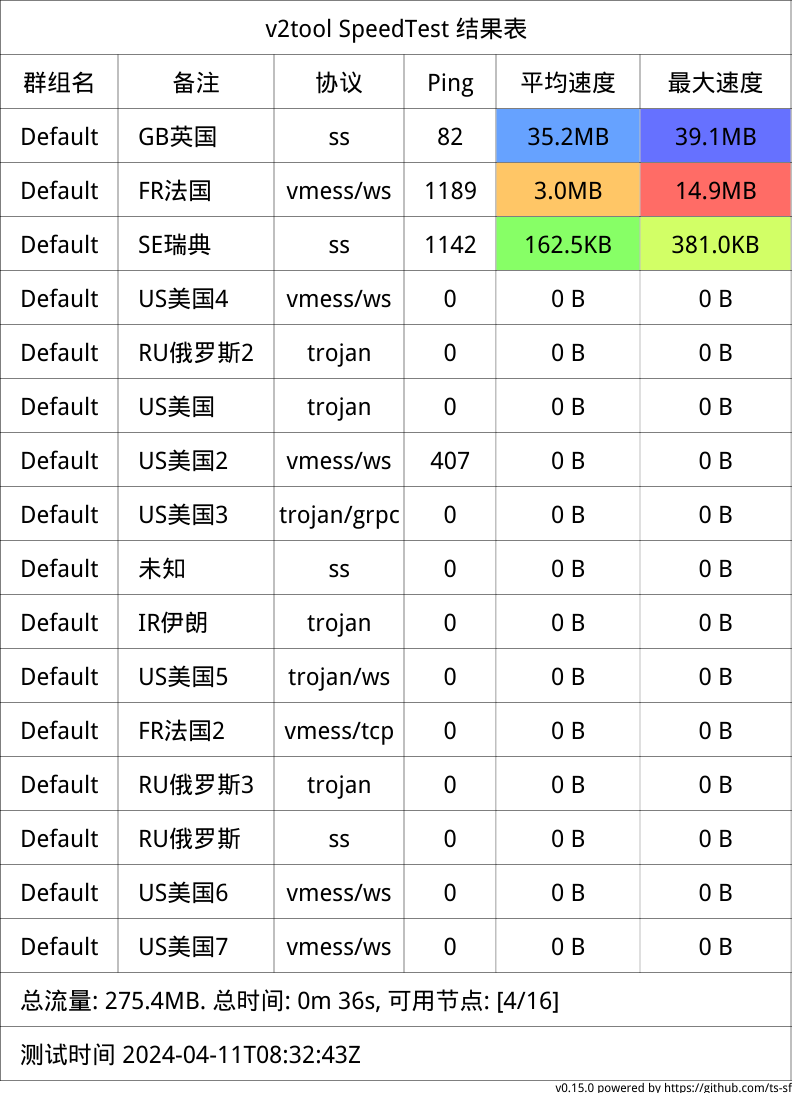 v2tool SpeedTest 结果表
群组名 备注 协议 Ping 平均速度 最大速度
Default GB英国 ss 82 35.2MB 39.1MB
Default FR法国 vmess/ws 1189 3.0MB 14.9MB
Default SE瑞典 ss 1142 162.5KB 381.0KB
Default US美国4 vmess/ws 0 0 B 0 B
Default RU俄罗斯2 trojan 0 0 B 0 B
Default US美国 trojan 0 0 B 0 B
Default US美国2 vmess/ws 407 0 B 0 B
Default US美国3 trojan/grpc 0 0 B 0 B
Default 未知 ss 0 0 B 0 B
Default IR伊朗 trojan 0 0 B 0 B
Default US美国5 trojan/ws 0 0 B 0 B
Default FR法国2 vmess/tcp 0 0 B 0 B
Default RU俄罗斯3 trojan 0 0 B 0 B
Default RU俄罗斯 ss 0 0 B 0 B
Default US美国6 vmess/ws 0 0 B 0 B
Default US美国7 vmess/ws 0 0 B 0 B
总流量: 275.4MB. 总时间: 0m 36s, 可用节点: [4/16]
测试时间 2024-04-11T08:32:43Z
v0.15.0 powered by https://github.com/ts-sf